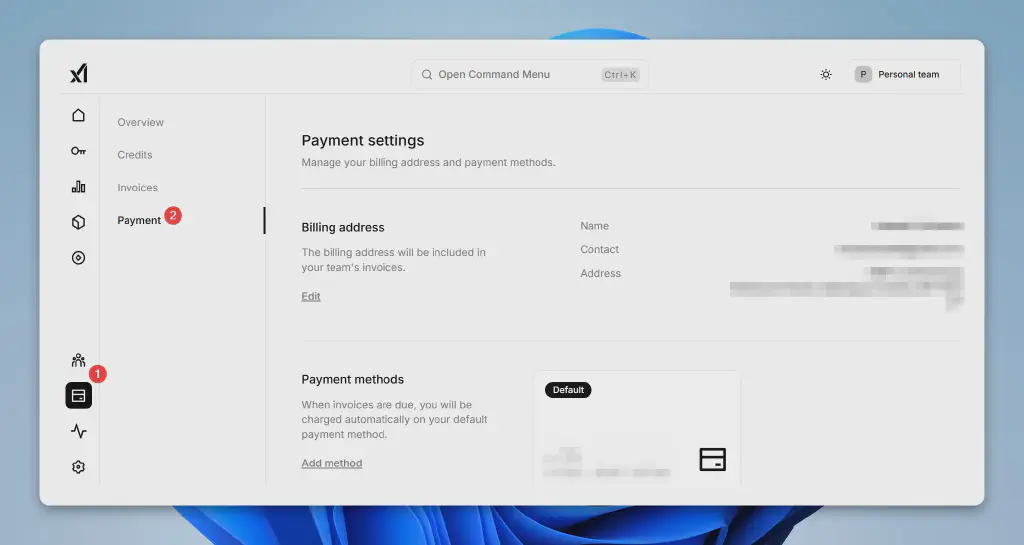 xI
Open Command Menu
Ctrl+K
P
Personal team
Overview
Credits
Invoices
Payment
2
1
Payment settings
Manage your billing address and payment methods.
Billing address
The billing address will be included in
your team's invoices.
Edit
Name
Contact
Address
Payment methods
When invoices are due, you will be
charged automatically on your default
payment method.
Add method
Default